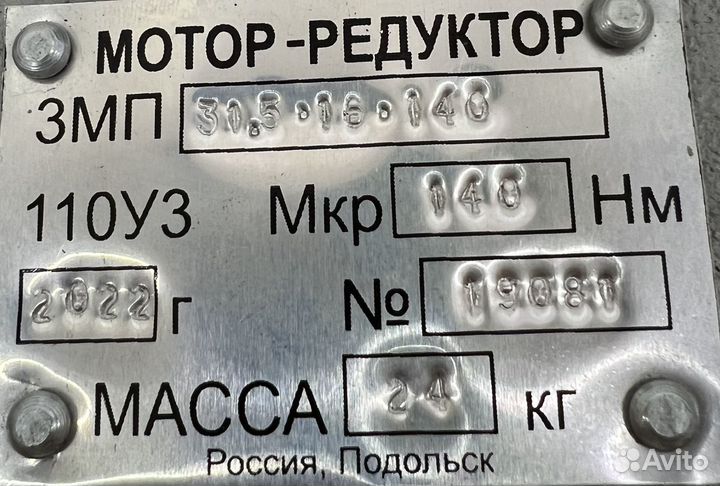 МОТОР-РЕДУКТОР
3МП 31,5·16·140
110У3 Мкр 140 Нм
2022 г № 19081
МАССА 24 кг
Россия, Подольск
Avito